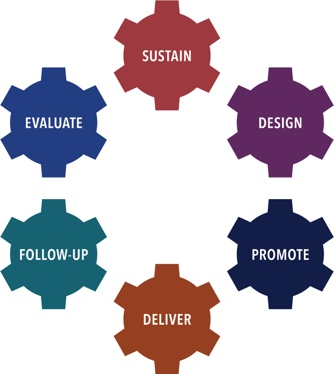 SUSTAIN
DESIGN
PROMOTE
DELIVER
FOLLOW-UP
EVALUATE